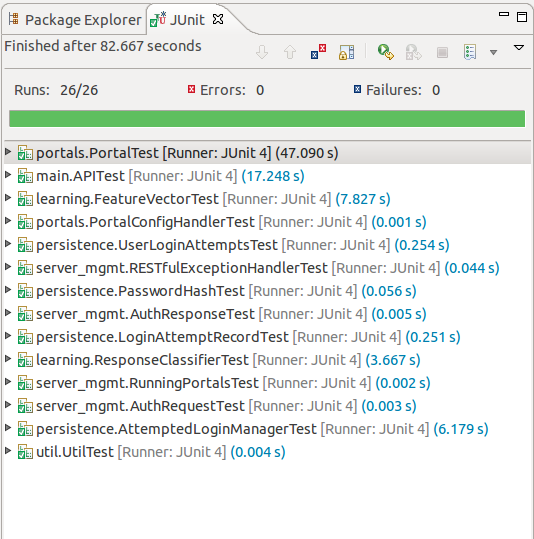 Package Explorer JUnit
Finished after 82.667 seconds
Runs: 26/26 Errors: 0 Failures: 0
portals.PortalTest [Runner: JUnit 4] (47.090 s)
main.APITest [Runner: JUnit 4] (17.248 s)
learning.FeatureVectorTest [Runner: JUnit 4] (7.827 s)
portals.PortalConfigHandlerTest [Runner: JUnit 4] (0.001 s)
persistence.UserLoginAttemptsTest [Runner: JUnit 4] (0.254 s)
server_mgmt.RESTfulExceptionHandlerTest [Runner: JUnit 4] (0.044 s)
persistence.PasswordHashTest [Runner: JUnit 4] (0.056 s)
server_mgmt.AuthResponseTest [Runner: JUnit 4] (0.005 s)
persistence.LoginAttemptRecordTest [Runner: JUnit 4] (0.251 s)
learning.ResponseClassifierTest [Runner: JUnit 4] (3.667 s)
server_mgmt.RunningPortalsTest [Runner: JUnit 4] (0.002 s)
server_mgmt.AuthRequestTest [Runner: JUnit 4] (0.003 s)
persistence.AttemptedLoginManagerTest [Runner: JUnit 4] (6.179 s)
util.UtilTest [Runner: JUnit 4] (0.004 s)